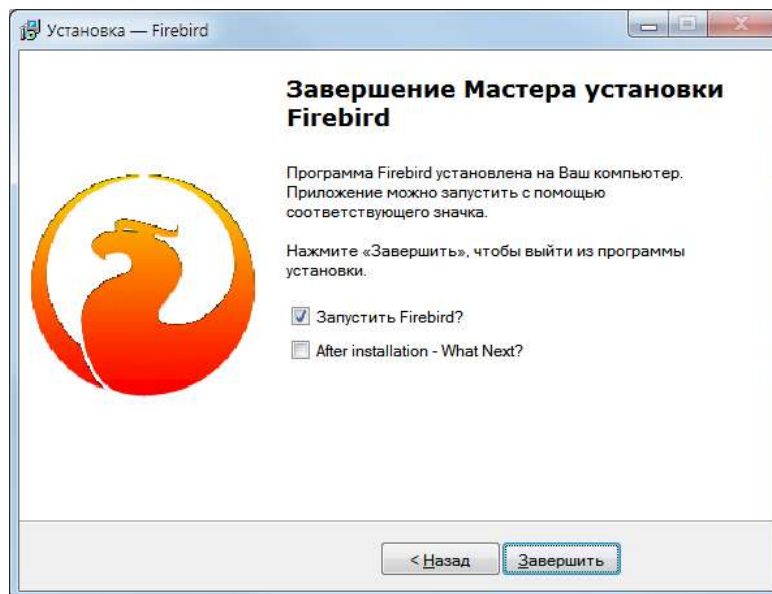 Установка — Firebird
Завершение Мастера установки
Firebird
Программа Firebird установлена на Ваш компьютер.
Приложение можно запустить с помощью
соответствующего значка.
Нажмите «Завершить», чтобы выйти из программы
установки.
Запустить Firebird?
After installation - What Next?
< Назад
Завершить